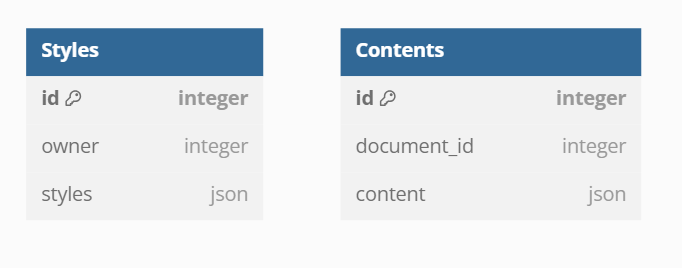 Styles
id integer
owner integer
styles json
Contents
id integer
document_id integer
content json